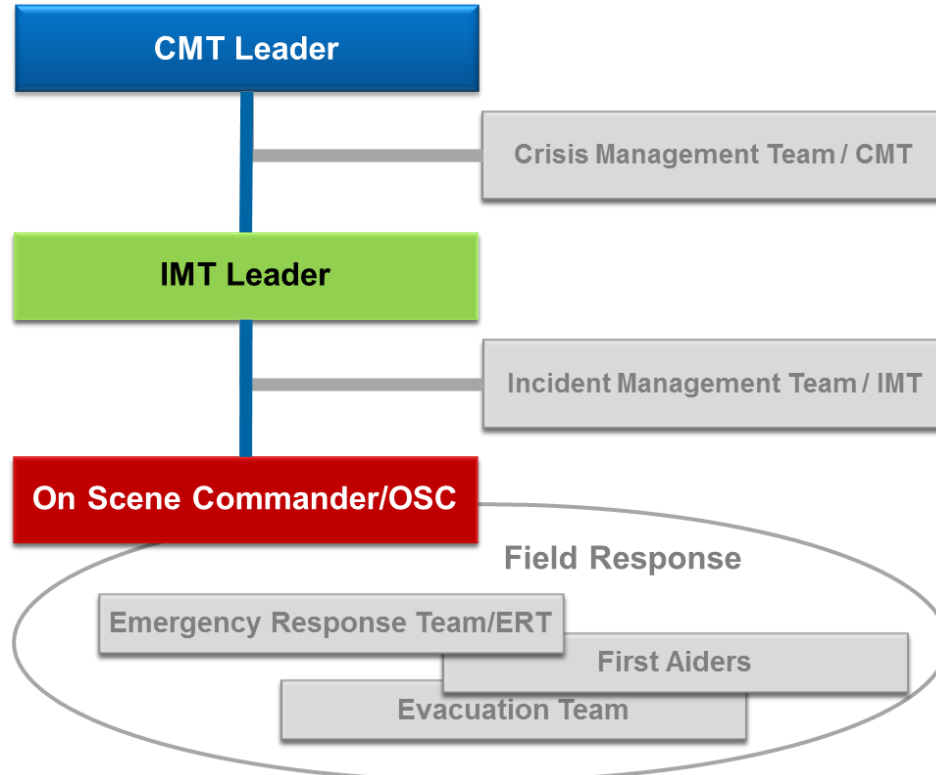 CMT Leader
Crisis Management Team / CMT
IMT Leader
Incident Management Team / IMT
On Scene Commander/OSC
Field Response
Emergency Response Team/ERT
First Aiders
Evacuation Team